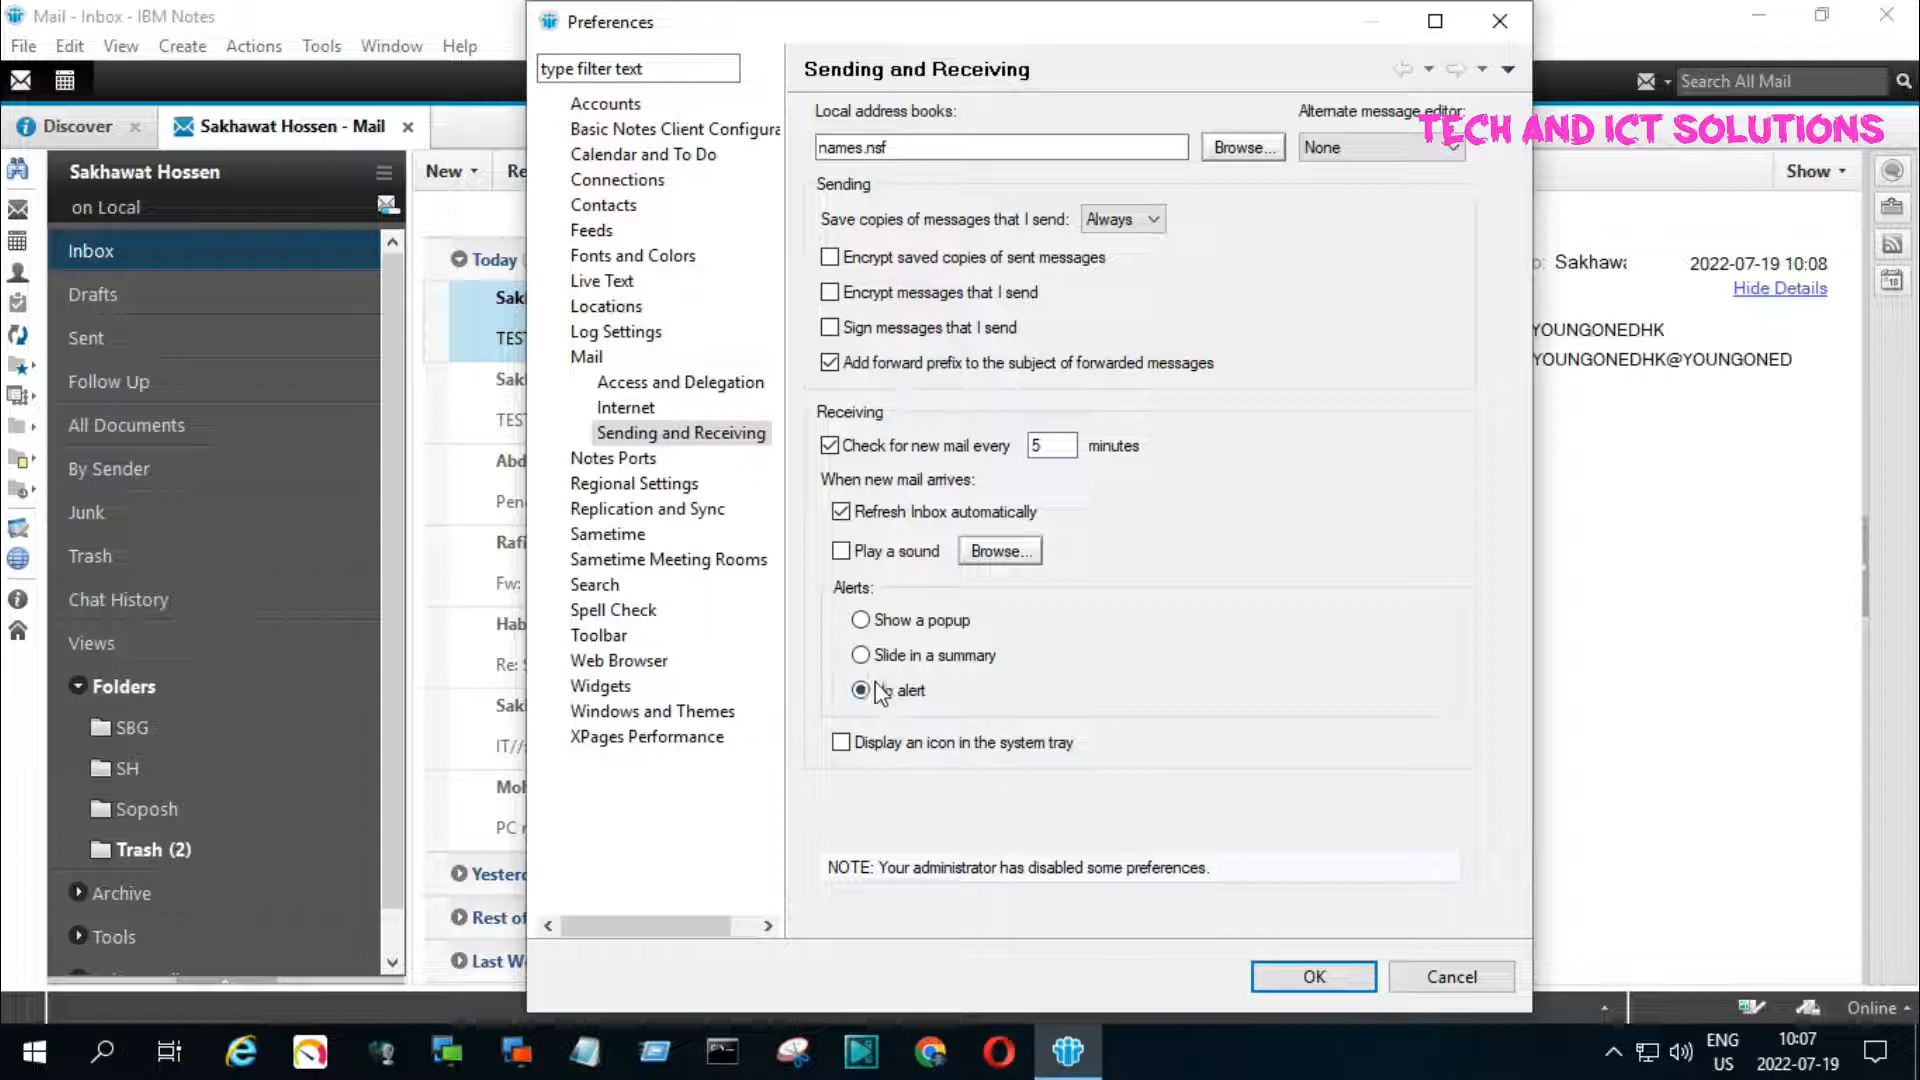 Mail - Inbox - IBM Notes
File Edit View Create Actions Tools Window Help
Search All Mail
Discover
Sakhawat Hossen - Mail
Sakhawat Hossen
on Local
Inbox
Drafts
Sent
Follow Up
All Documents
By Sender
Junk
Trash
Chat History
Views
Folders
SBG
SH
Soposh
Trash (2)
Archive
Tools
New
Today
Preferences
type filter text
Accounts
Basic Notes Client Configura
Calendar and To Do
Connections
Contacts
Feeds
Fonts and Colors
Live Text
Locations
Log Settings
Mail
Access and Delegation
Internet
Sending and Receiving
Notes Ports
Regional Settings
Replication and Sync
Sametime
Sametime Meeting Rooms
Search
Spell Check
Toolbar
Web Browser
Widgets
Windows and Themes
XPages Performance
Sending and Receiving
Local address books:
Alternate message editor:
names.nsf
Browse...
None
Sending
Save copies of messages that I send: Always
Encrypt saved copies of sent messages
Encrypt messages that I send
Sign messages that I send
Add forward prefix to the subject of forwarded messages
Receiving
Check for new mail every 5 minutes
When new mail arrives:
Refresh Inbox automatically
Play a sound Browse...
Alerts:
Show a popup
Slide in a summary
alert
Display an icon in the system tray
NOTE: Your administrator has disabled some preferences.
OK
Cancel
TECH AND ICT SOLUTIONS
Show
Sakhawa
2022-07-19 10:08
Hide Details
YOUNGONEDHK
YOUNGONEDHK@YOUNGONED
Online
ENG
US
10:07
2022-07-19